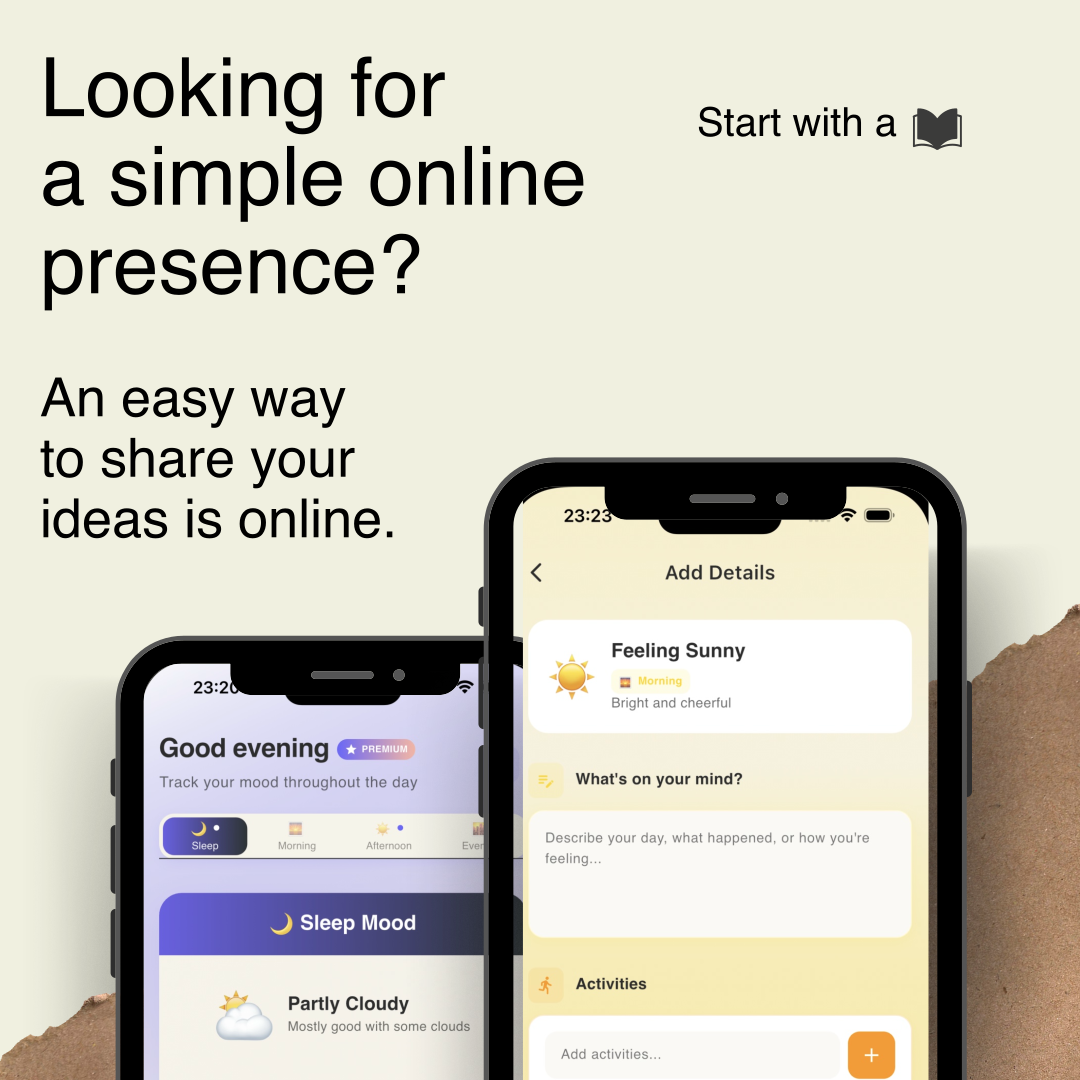 Looking for
a simple online
presence?
Start with a
An easy way
to share your
ideas is online.
23:20
Good evening
PREMIUM
Track your mood throughout the day
Sleep
Morning
Afternoon
Sleep Mood
Partly Cloudy
Mostly good with some clouds
23:23
Add Details
Feeling Sunny
Morning
Bright and cheerful
What's on your mind?
Describe your day, what happened, or how you're
feeling...
Activities
Add activities...